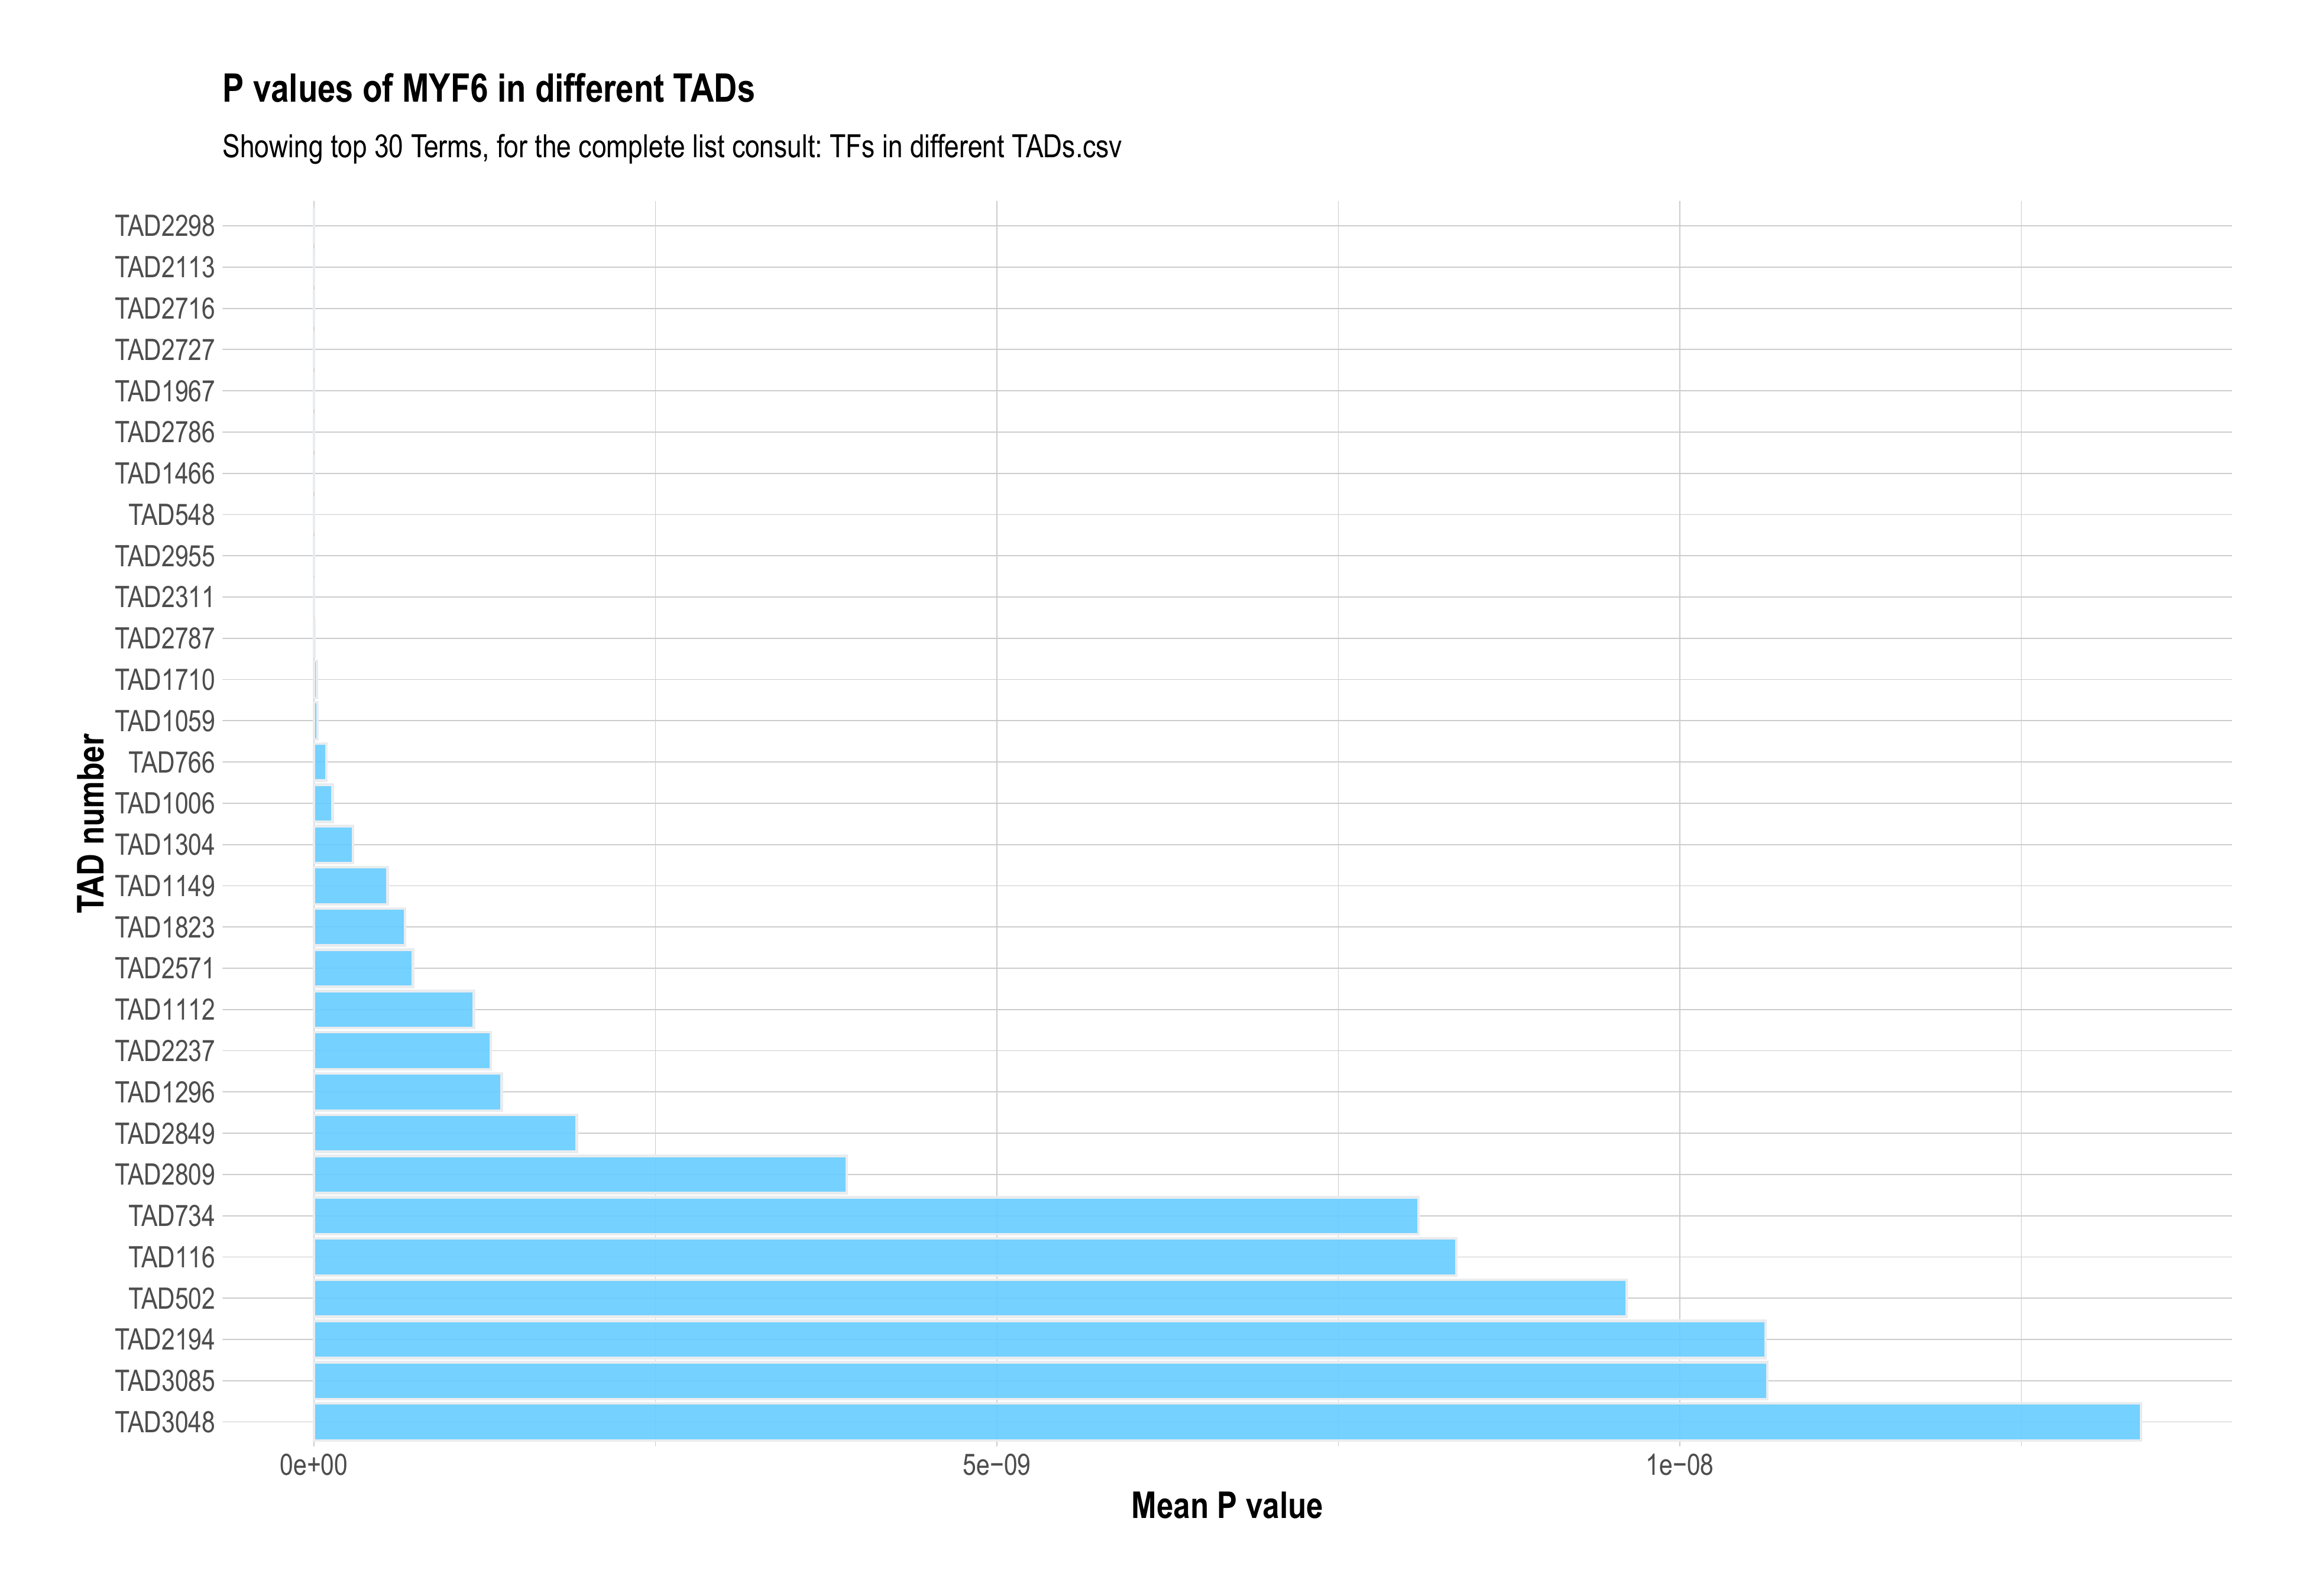 P values of MYF6 in different TADs
Showing top 30 Terms, for the complete list consult: TFs in different TADs.csv
TAD number
TAD2298
TAD2113
TAD2716
TAD2727
TAD1967
TAD2786
TAD1466
TAD548
TAD2955
TAD2311
TAD2787
TAD1710
TAD1059
TAD766
TAD1006
TAD1304
TAD1149
TAD1823
TAD2571
TAD1112
TAD2237
TAD1296
TAD2849
TAD2809
TAD734
TAD116
TAD502
TAD2194
TAD3085
TAD3048
0e+00 5e−09 1e−08
Mean P value